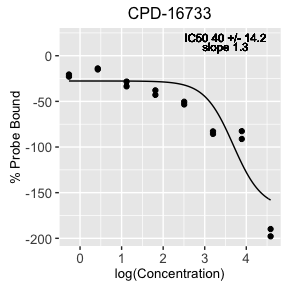 CPD-16733
IC50 40 +/- 14.2
slope 1.3
0
-50
-100
-150
-200
% Probe Bound
0 1 2 3 4
log(Concentration)